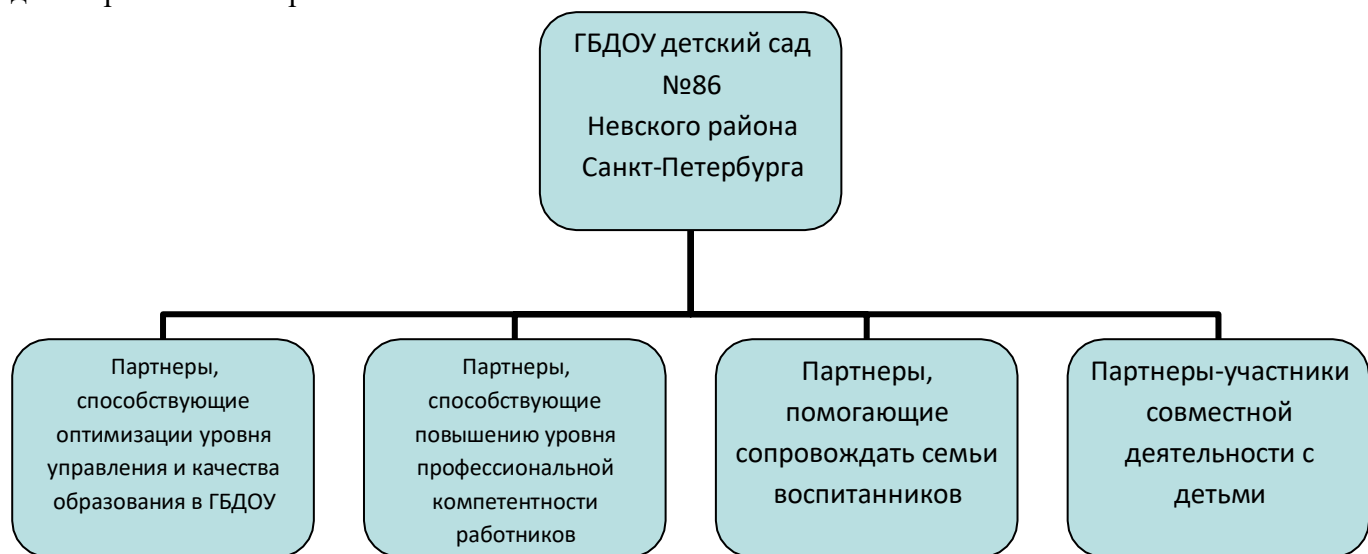 ГБДОУ детский сад
№86
Невского района
Санкт-Петербурга
Партнеры,
способствующие
оптимизации уровня
управления и качества
образования в ГБДОУ
Партнеры,
способствующие
повышению уровня
профессиональной
компетентности
работников
Партнеры,
помогающие
сопровождать семьи
воспитанников
Партнеры-участники
совместной
деятельности с
детьми